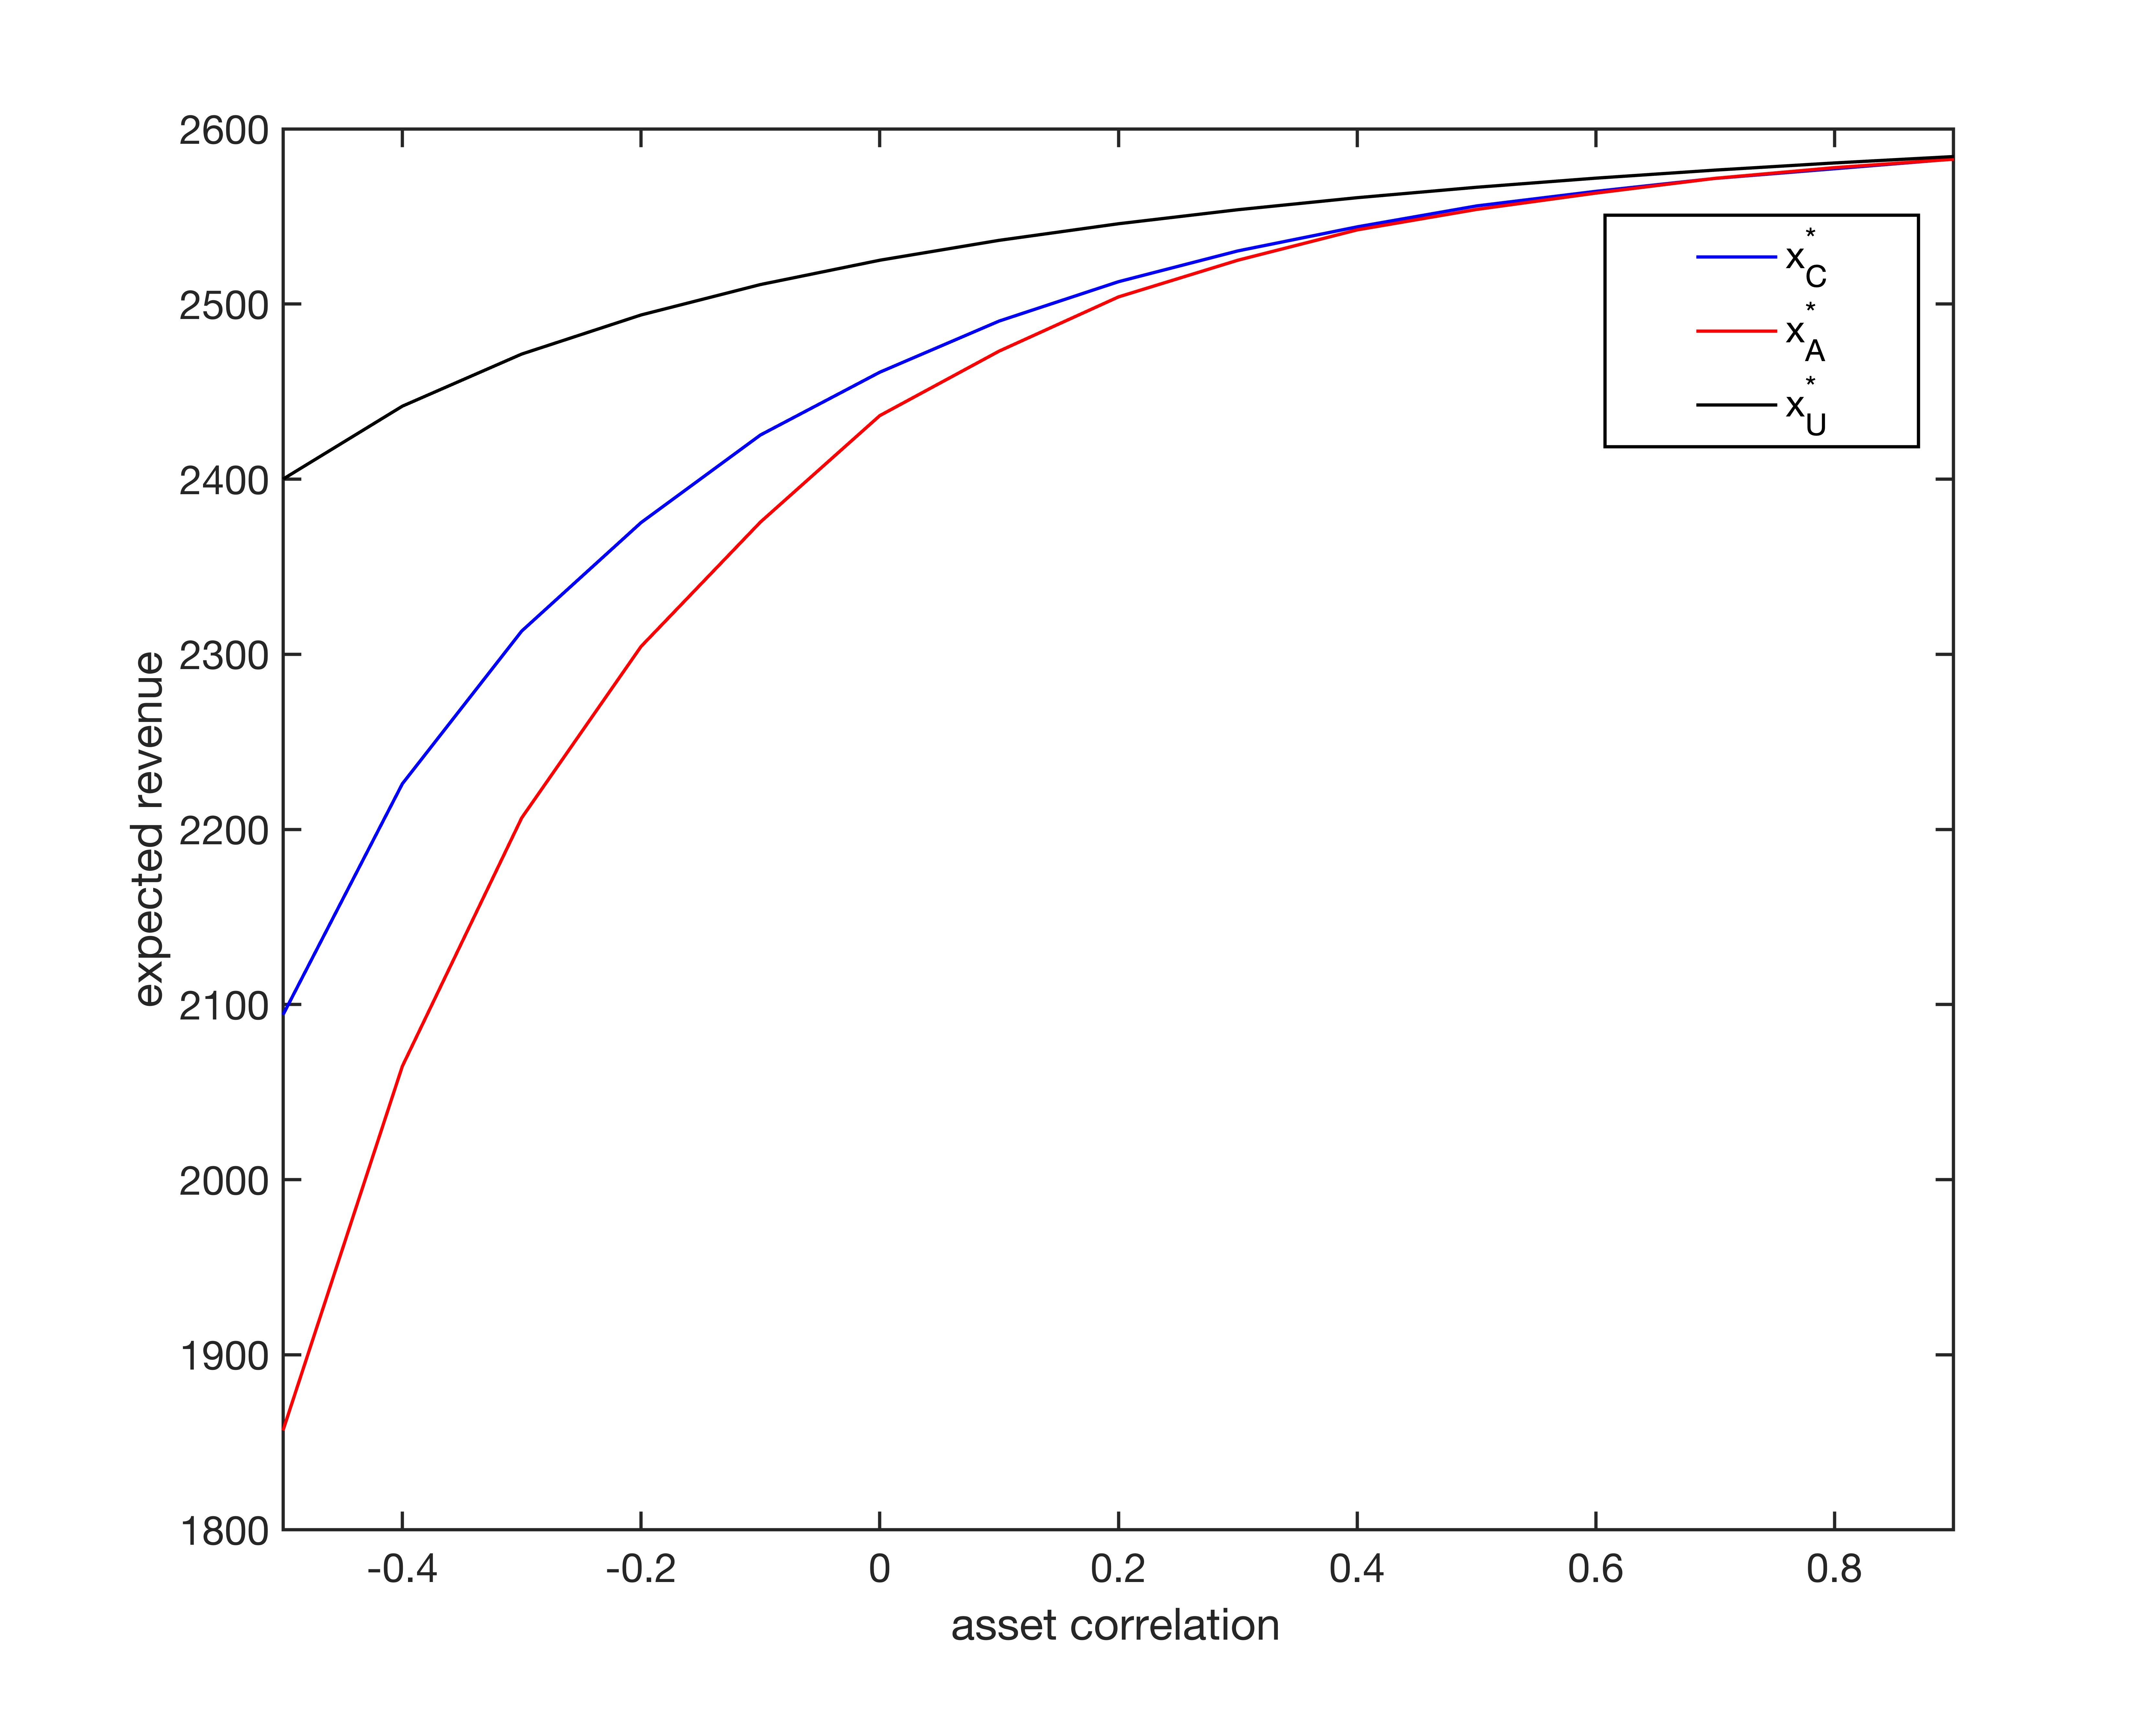 2600
2500
2400
2300
2200
2100
2000
1900
1800
expected revenue
-0.4 -0.2 0 0.2 0.4 0.6 0.8
asset correlation
x*C
x*A
x*U